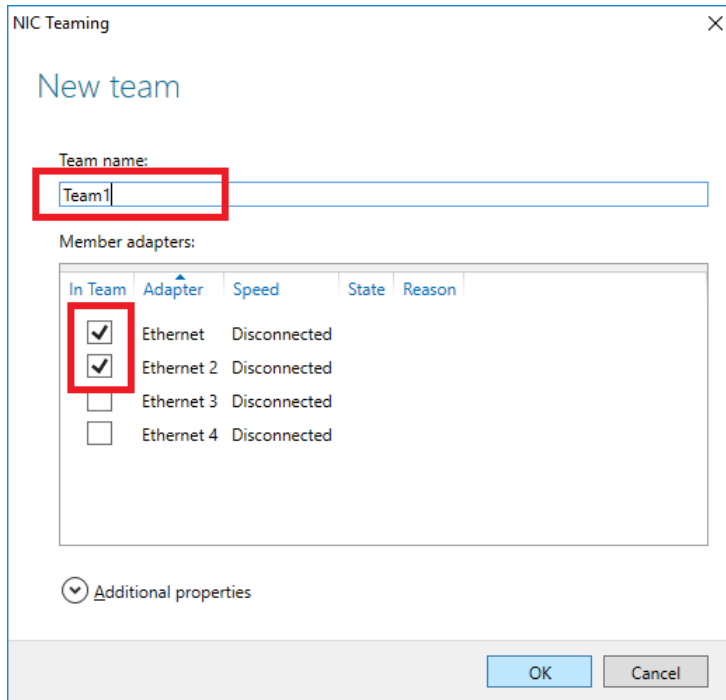 NIC Teaming
New team
Team name:
Team1
Member adapters:
In Team Adapter Speed State Reason
Ethernet Disconnected
Ethernet 2 Disconnected
Ethernet 3 Disconnected
Ethernet 4 Disconnected
Additional properties
OK Cancel